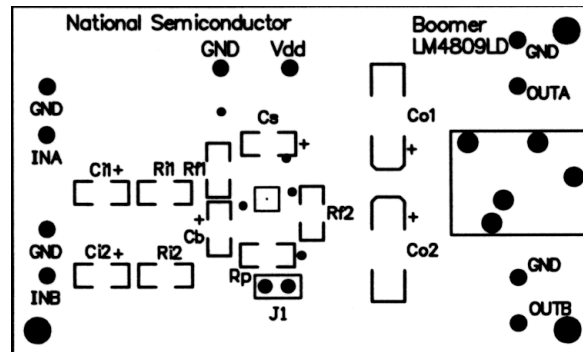 National Semiconductor
Boomer
LM4809LD
GND
Vdd
GND
OUTA
GND
INA
Cs
Co1
Ci1+
Ri1
Rf1
+
+
+
+
Rf2
Cb
Co2
GND
Ci2+
Ri2
Rp
GND
INB
J1
OUTB